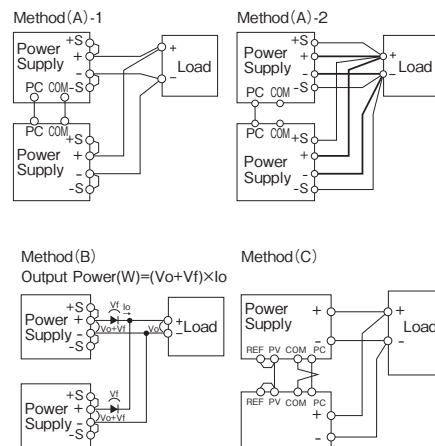 Method(A)-1
Power
Supply
+S
+
-
-S
PC COM
PC COM
Power
Supply
+S
+
-
-S
+
−
Load
Method(A)-2
Power
Supply
+S
+
-
-S
PC COM
PC COM
Power
Supply
+S
+
-
-S
+
−
Load
Method(B)
Output Power(W)=(Vo+Vf)×Io
Power
Supply
+S
+
-
-S
Vf Io
Vo+Vf
Vo
+
-
Load
Power
Supply
+S
+
-
-S
Vf
Vo+Vf
Method(C)
Power
Supply
+
-
REF PV COM PC
REF PV COM PC
Power
Supply
+
-
+
-
Load